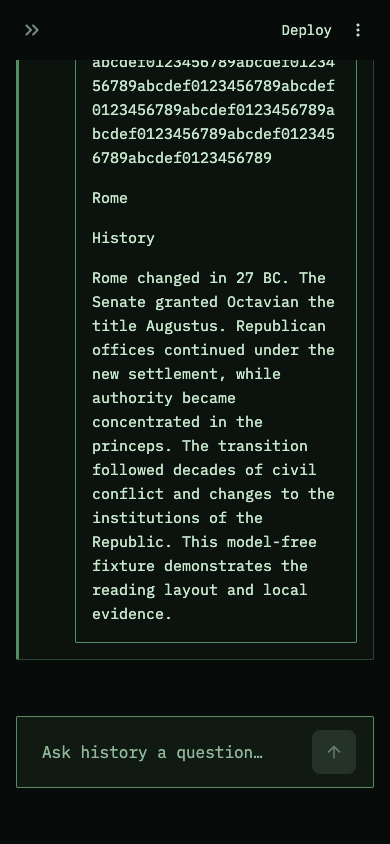 Deploy
abcdef0123456789abcdef01234
56789abcdef0123456789abcdef
0123456789abcdef0123456789a
bcdef0123456789abcdef012345
6789abcdef0123456789
Rome
History
Rome changed in 27 BC. The
Senate granted Octavian the
title Augustus. Republican
offices continued under the
new settlement, while
authority became
concentrated in the
princeps. The transition
followed decades of civil
conflict and changes to the
institutions of the
Republic. This model-free
fixture demonstrates the
reading layout and local
evidence.
Ask history a question…